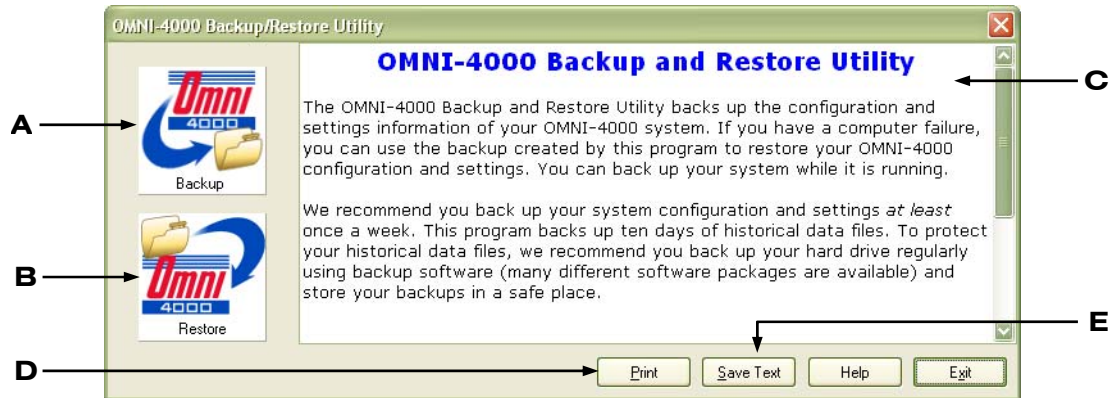 OMNI-4000 Backup/Restore Utility
A
Omni
4000
Backup
B
Omni
4000
Restore
OMNI-4000 Backup and Restore Utility
C
The OMNI-4000 Backup and Restore Utility backs up the configuration and
settings information of your OMNI-4000 system. If you have a computer failure,
you can use the backup created by this program to restore your OMNI-4000
configuration and settings. You can back up your system while it is running.
We recommend you back up your system configuration and settings at least
once a week. This program backs up ten days of historical data files. To protect
your historical data files, we recommend you back up your hard drive regularly
using backup software (many different software packages are available) and
store your backups in a safe place.
E
D
Print Save Text Help Exit